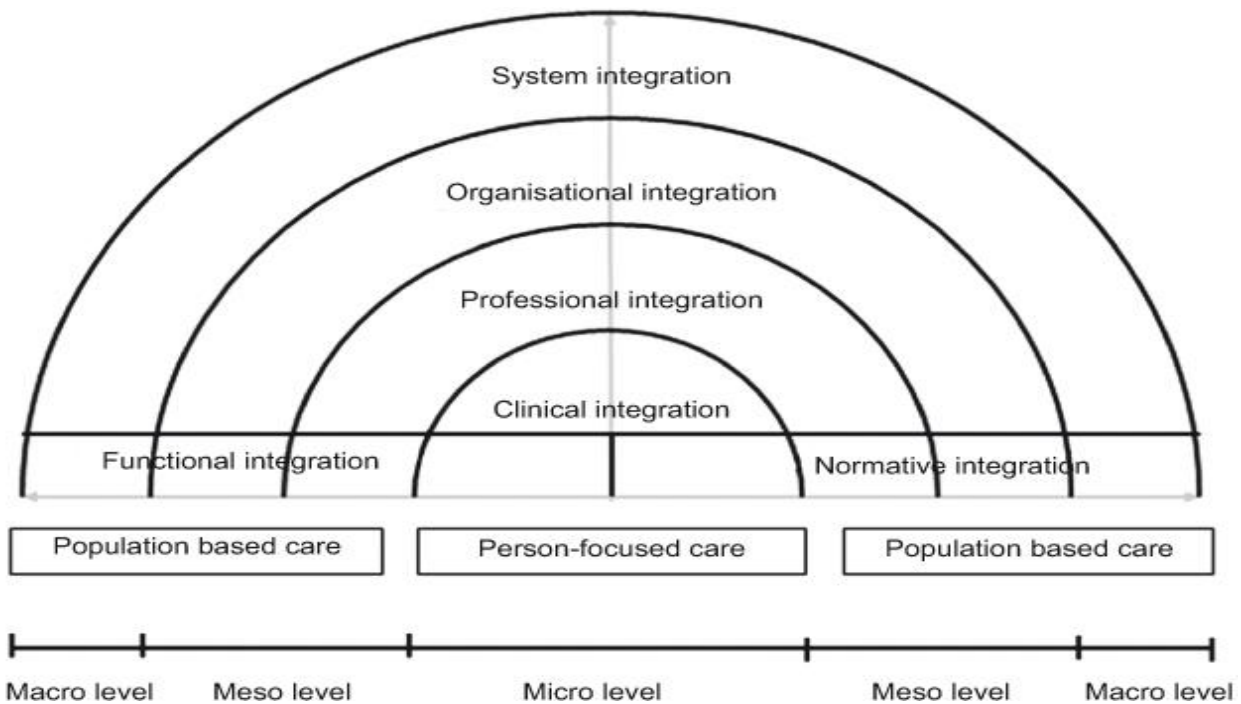 System integration
Organisational integration
Professional integration
Clinical integration
Functional integration
Normative integration
Population based care
Person-focused care
Population based care
Macro level
Meso level
Micro level
Meso level
Macro level